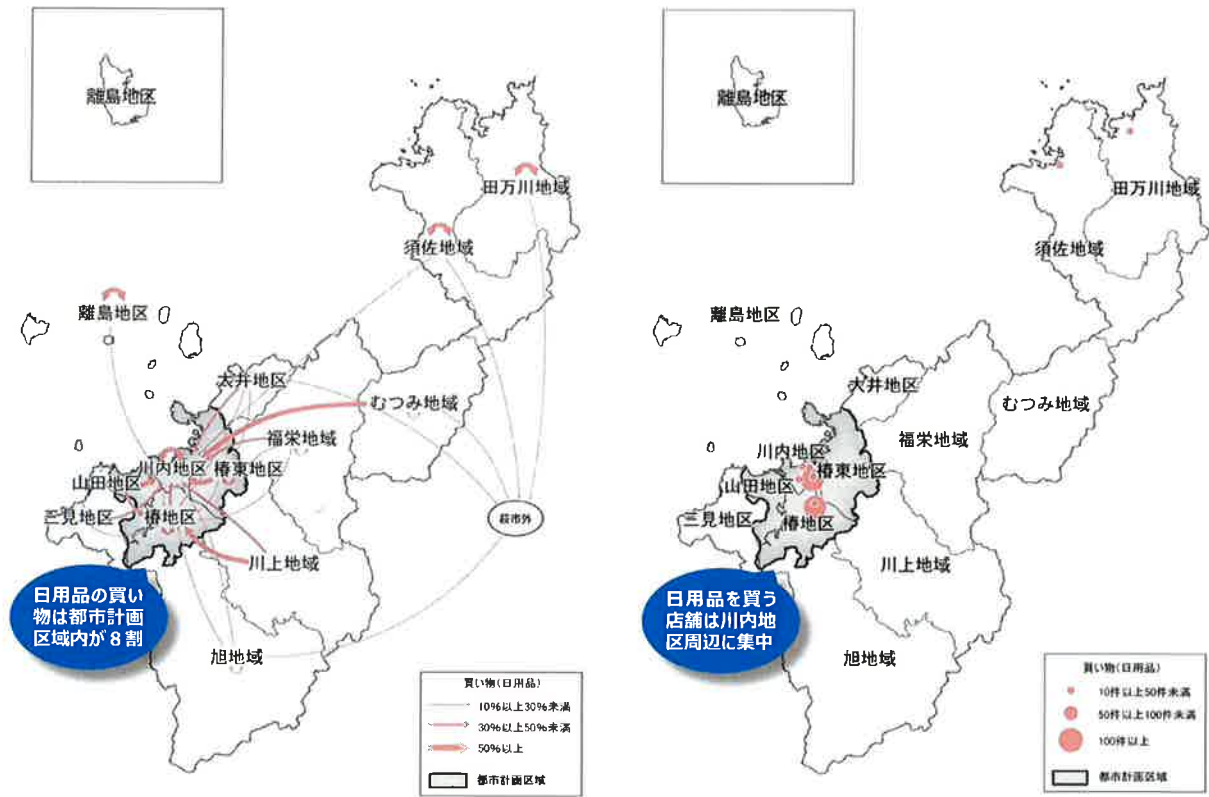 離島地区
田万川地域
須佐地域
離島地区
大井地区
むつみ地域
福栄地域
川内地区
椿東地区
山田地区
三見地区
椿地区
萩市外
川上地域
日用品の買い
物は都市計画
区域内が8割
旭地域
買い物(日用品)
10%以上30%未満
30%以上50%未満
50%以上
都市計画区域
離島地区
田万川地域
須佐地域
離島地区
大井地区
むつみ地域
福栄地域
川内地区
椿東地区
山田地区
三見地区
椿地区
川上地域
日用品を買う
店舗は川内地
区周辺に集中
旭地域
買い物(日用品)
10件以上50件未満
50件以上100件未満
100件以上
都市計画区域